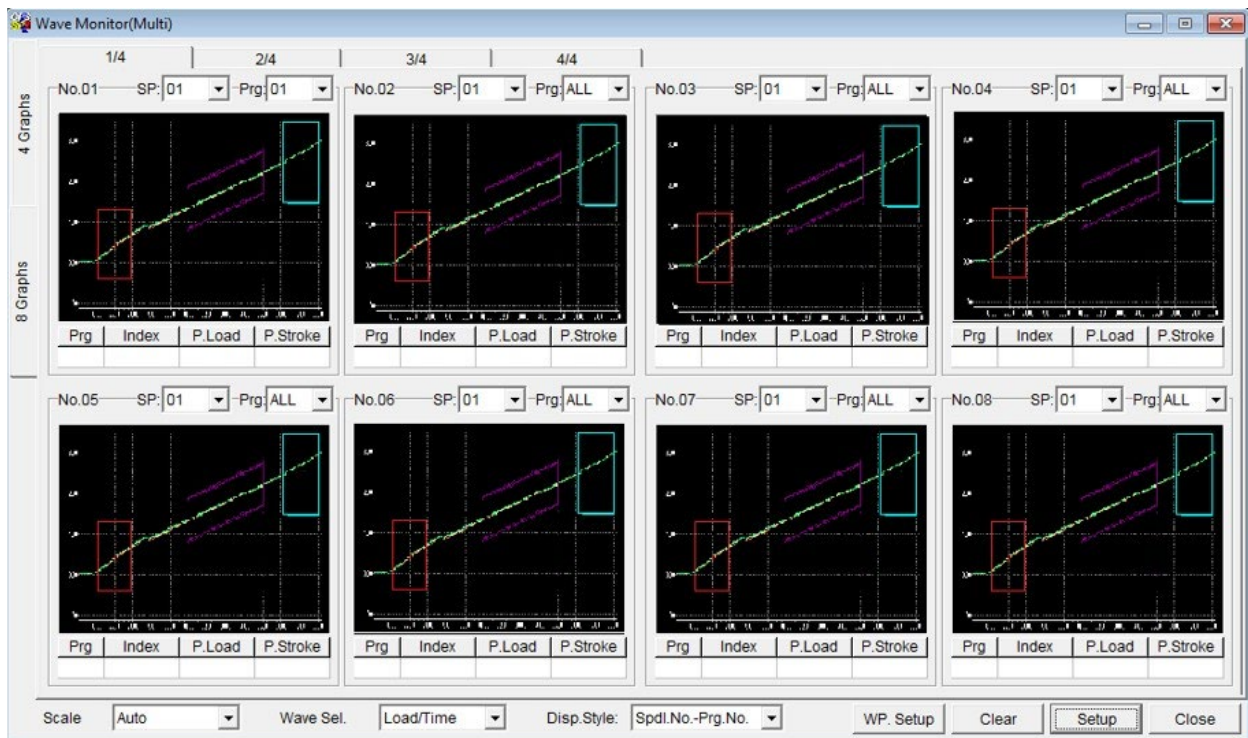 Wave Monitor(Multi)
1/4 2/4 3/4 4/4
4 Graphs
8 Graphs
No.01 SP: 01 Prg: 01
No.02 SP: 01 Prg: ALL
No.03 SP: 01 Prg: ALL
No.04 SP: 01 Prg: ALL
Prg Index P.Load P.Stroke
Prg Index P.Load P.Stroke
Prg Index P.Load P.Stroke
Prg Index P.Load P.Stroke
No.05 SP: 01 Prg: ALL
No.06 SP: 01 Prg: ALL
No.07 SP: 01 Prg: ALL
No.08 SP: 01 Prg: ALL
Prg Index P.Load P.Stroke
Prg Index P.Load P.Stroke
Prg Index P.Load P.Stroke
Prg Index P.Load P.Stroke
Scale Auto Wave Sel. Load/Time Disp.Style: Spdl.No.-Prg.No. WP. Setup Clear Setup Close